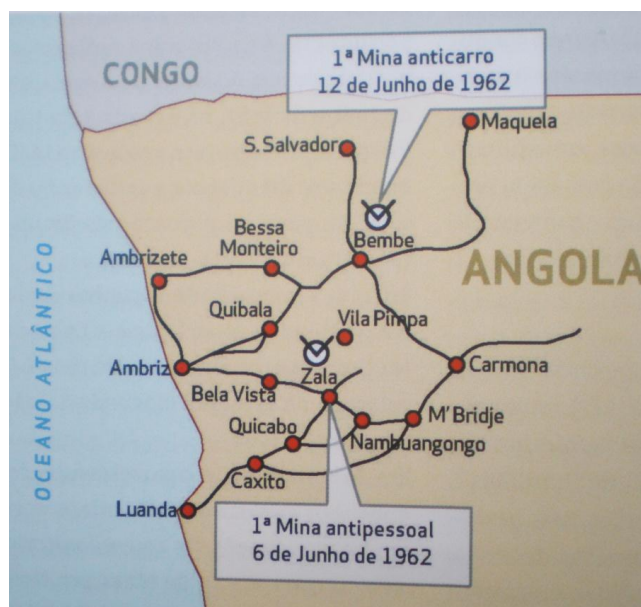 CONGO
1ª Mina anticarro
12 de Junho de 1962
Maquela
S. Salvador
Bessa
Monteiro
Bembe
Ambrizete
ANGOLA
OCEANO ATLÂNTICO
Quibala
Vila Pimpa
Ambriz
Zala
Carmona
Bela Vista
M' Bridje
Quicabo
Nambuangongo
Caxito
Luanda
1ª Mina antipessoal
6 de Junho de 1962